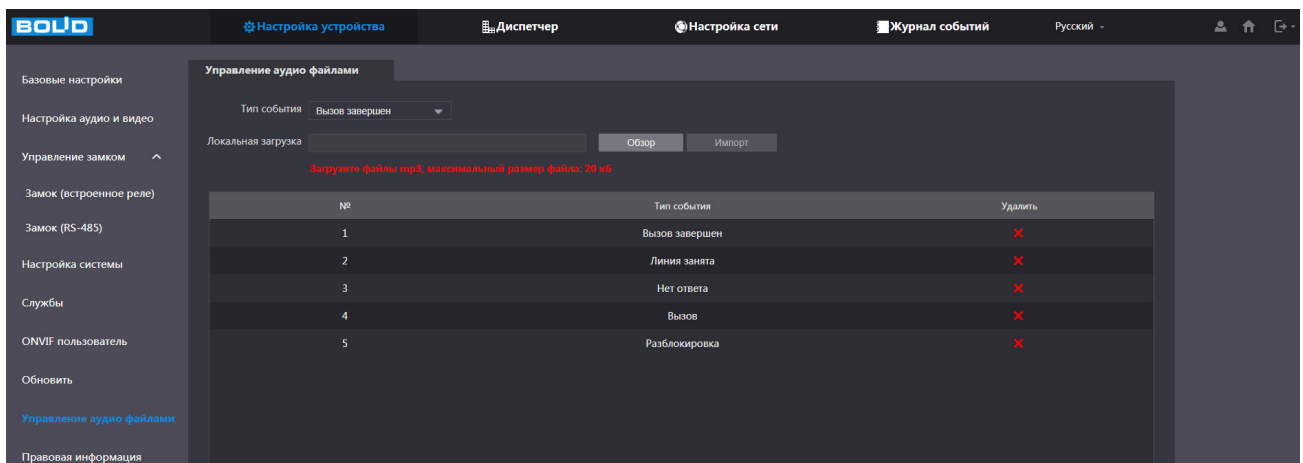 BOLID
Настройка устройства
Диспетчер
Настройка сети
Журнал событий
Русский
Базовые настройки
Настройка аудио и видео
Управление замком
Замок (встроенное реле)
Замок (RS-485)
Настройка системы
Службы
ONVIF пользователь
Обновить
Управление аудио файлами
Правовая информация
Управление аудио файлами
Тип события Вызов завершен
Локальная загрузка Обзор Импорт
Загрузите файлы mp3, максимальный размер файла: 20 кб
№ Тип события Удалить
1 Вызов завершен
2 Линия занята
3 Нет ответа
4 Вызов
5 Разблокировка